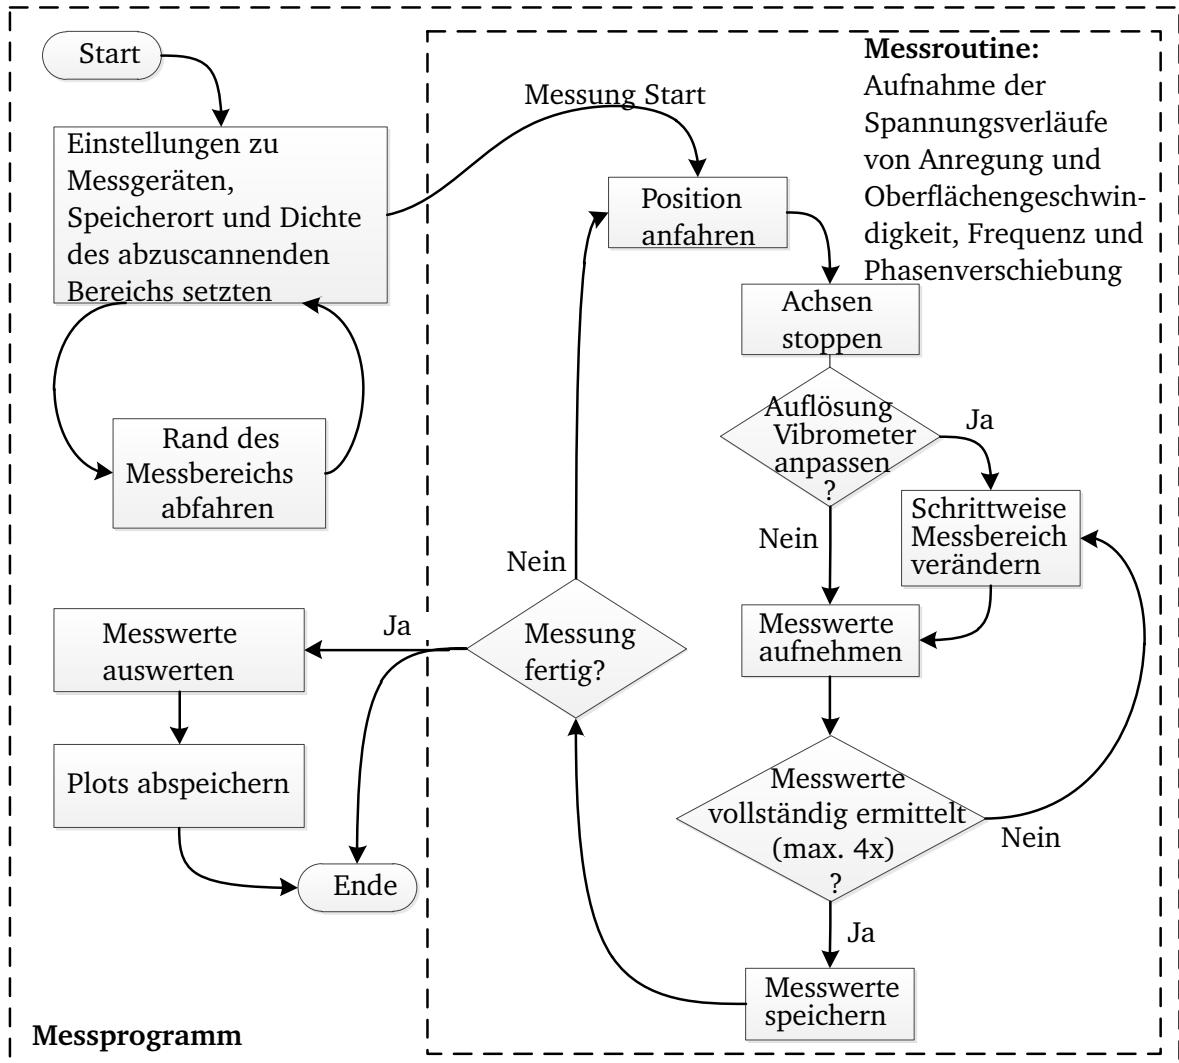 Start
Einstellungen zu
Messgeräten,
Speicherort und Dichte
des abzuscannenden
Bereichs setzten
Rand des
Messbereichs
abfahren
Messung Start
Messroutine:
Aufnahme der
Spannungsverläufe
von Anregung und
Oberflächengeschwin-
digkeit, Frequenz und
Phasenverschiebung
Position
anfahren
Achsen
stoppen
Auflösung
Vibrometer
anpassen
?
Ja
Nein
Schrittweise
Messbereich
verändern
Messwerte
aufnehmen
Messwerte
vollständig ermittelt
(max. 4x)
?
Nein
Ja
Messwerte
speichern
Messung
fertig?
Nein
Ja
Messwerte
auswerten
Plots abspeichern
Ende
Messprogramm